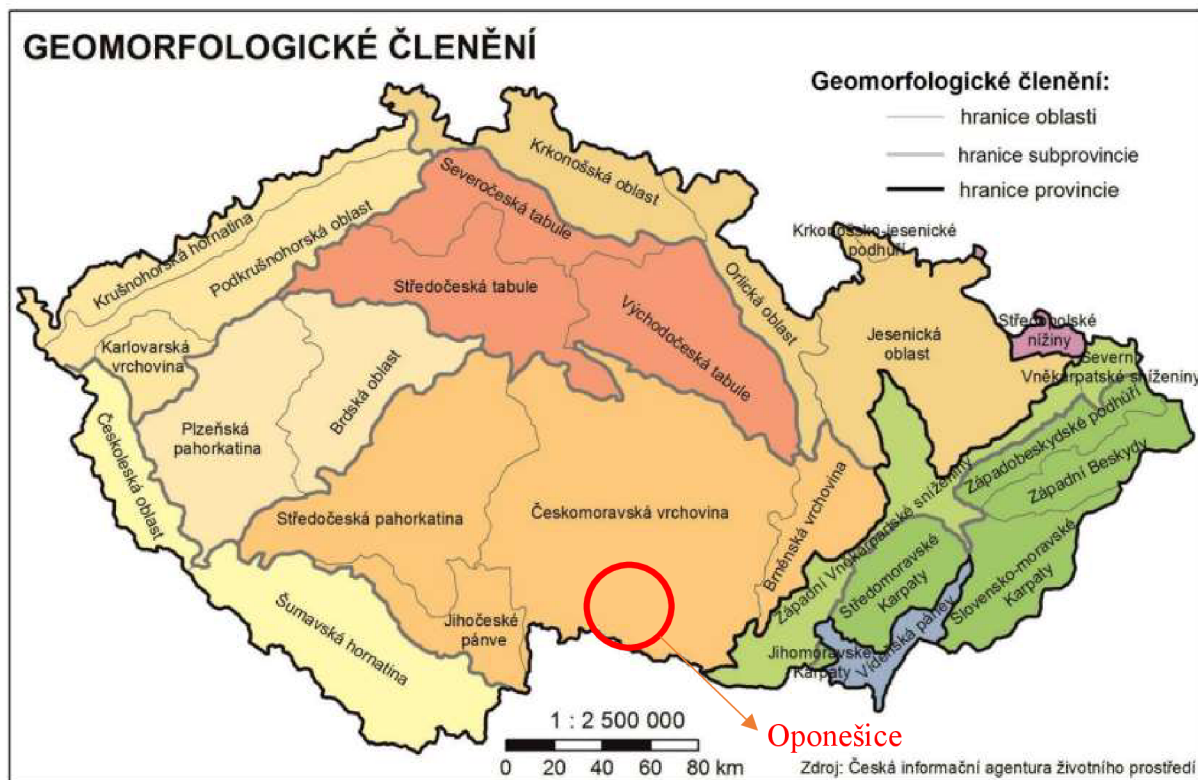 GEOMORFOLOGICKÉ ČLENĚNÍ
Geomorfologické členění:
hranice oblasti
hranice subprovincie
hranice provincie
Krkonošská oblast
Severočeská tabule
Krušnohorská hornatina
Podkrušnohorská oblast
Krkonošsko-jesenické
podhůří
Středočeská tabule
Východočeská tabule
Orlická oblast
Jesenická
oblast
Středopolské
nížiny
Severní
Vněkarpatské sníženiny
Karlovarská
vrchovina
Plzeňská
pahorkatina
Brdská oblast
Českoleská oblast
Západobeskydské podhůří
Západní Beskydy
Středočeská pahorkatina
Českomoravská vrchovina
Brněnská vrchovina
Západní Vněkarpatské sníženiny
Středomoravské
Karpaty
Slovensko-moravské
Karpaty
Šumavská hornatina
Jihočeské
pánve
Jihomoravské
Karpaty
Vídeňská pánev
1 : 2 500 000
0 20 40 60 80 km
Oponešice
Zdroj: Česká informační agentura životního prostředí